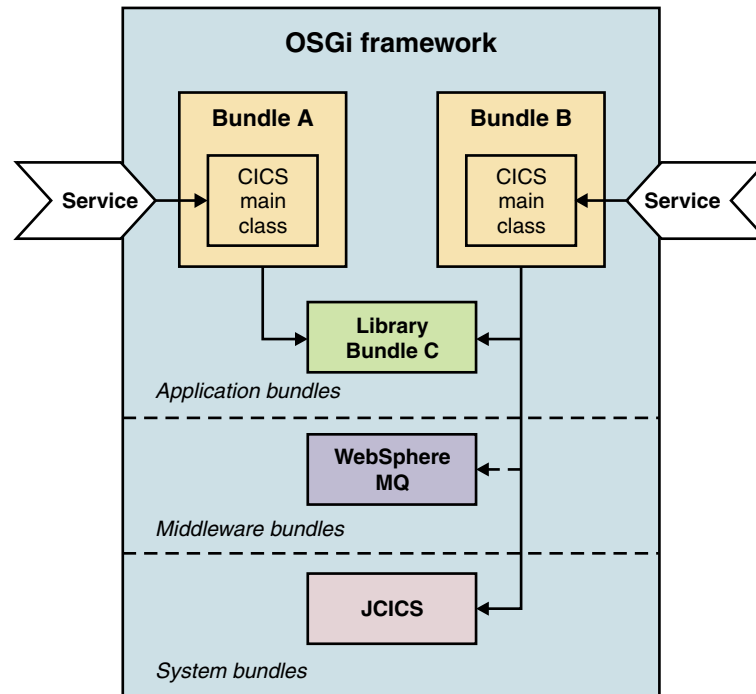 OSGi framework
Bundle A
Bundle B
CICS
main
class
CICS
main
class
Service
Service
Library
Bundle C
Application bundles
WebSphere
MQ
Middleware bundles
JCICS
System bundles